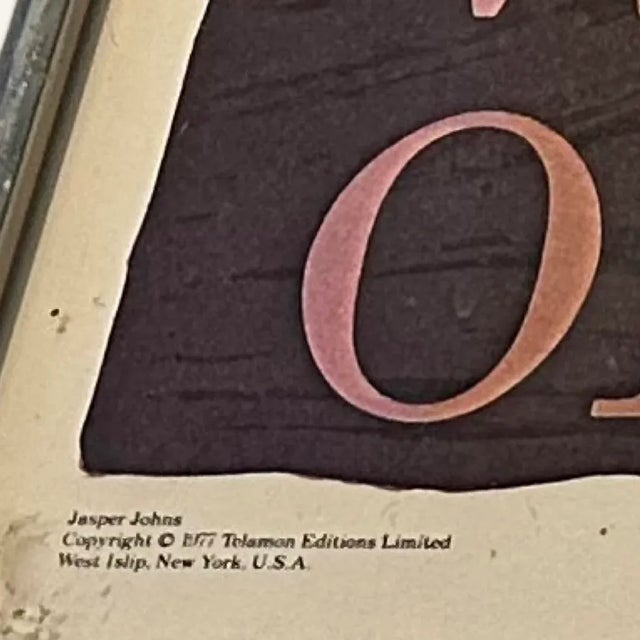 O
Jasper Johns
Copyright © 1977 Telamon Editions Limited
West Islip, New York, U.S.A.